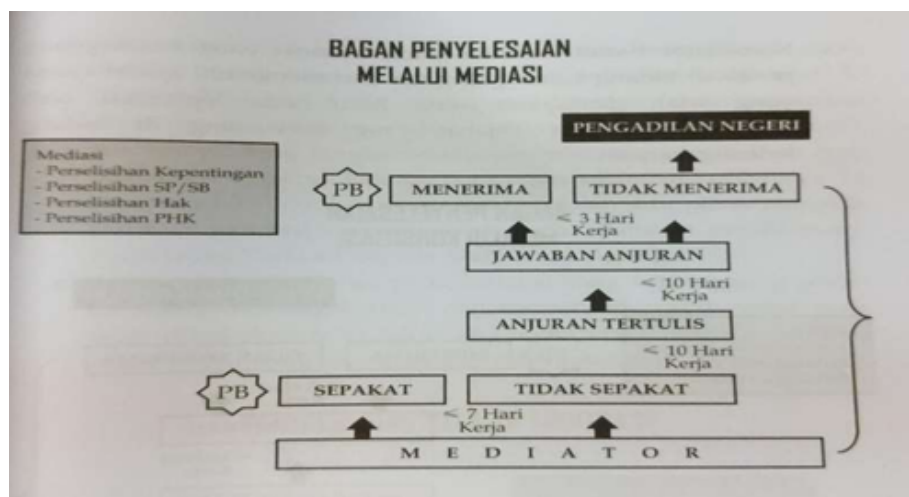 BAGAN PENYELESAIAN
MELALUI MEDIASI
PENGADILAN NEGERI
Mediasi
- Perselisihan Kepentingan
- Perselisihan SP/SB
- Perselisihan Hak
- Perselisihan PHK
PB
MENERIMA
TIDAK MENERIMA
< 3 Hari
Kerja
JAWABAN ANJURAN
< 10 Hari
Kerja
ANJURAN TERTULIS
< 10 Hari
Kerja
PB
SEPAKAT
TIDAK SEPAKAT
< 7 Hari
Kerja
M E D I A T O R